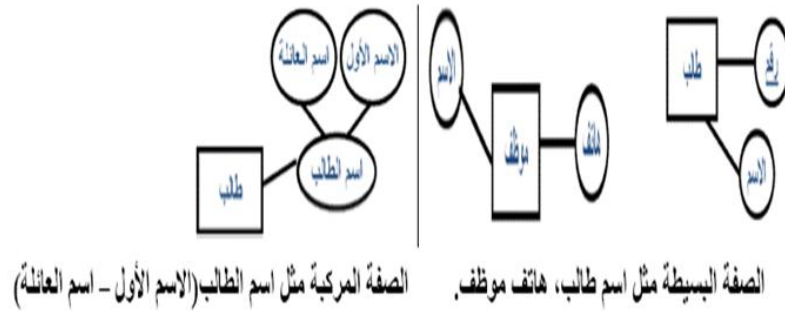 رقم
طالب
الاسم
الاسم
موظف
هاتف
الصفة البسيطة مثل اسم طالب، هاتف موظف.
الاسم الأول
اسم العائلة
اسم الطالب
طالب
الصفة المركبة مثل اسم الطالب(الاسم الأول – اسم العائلة)